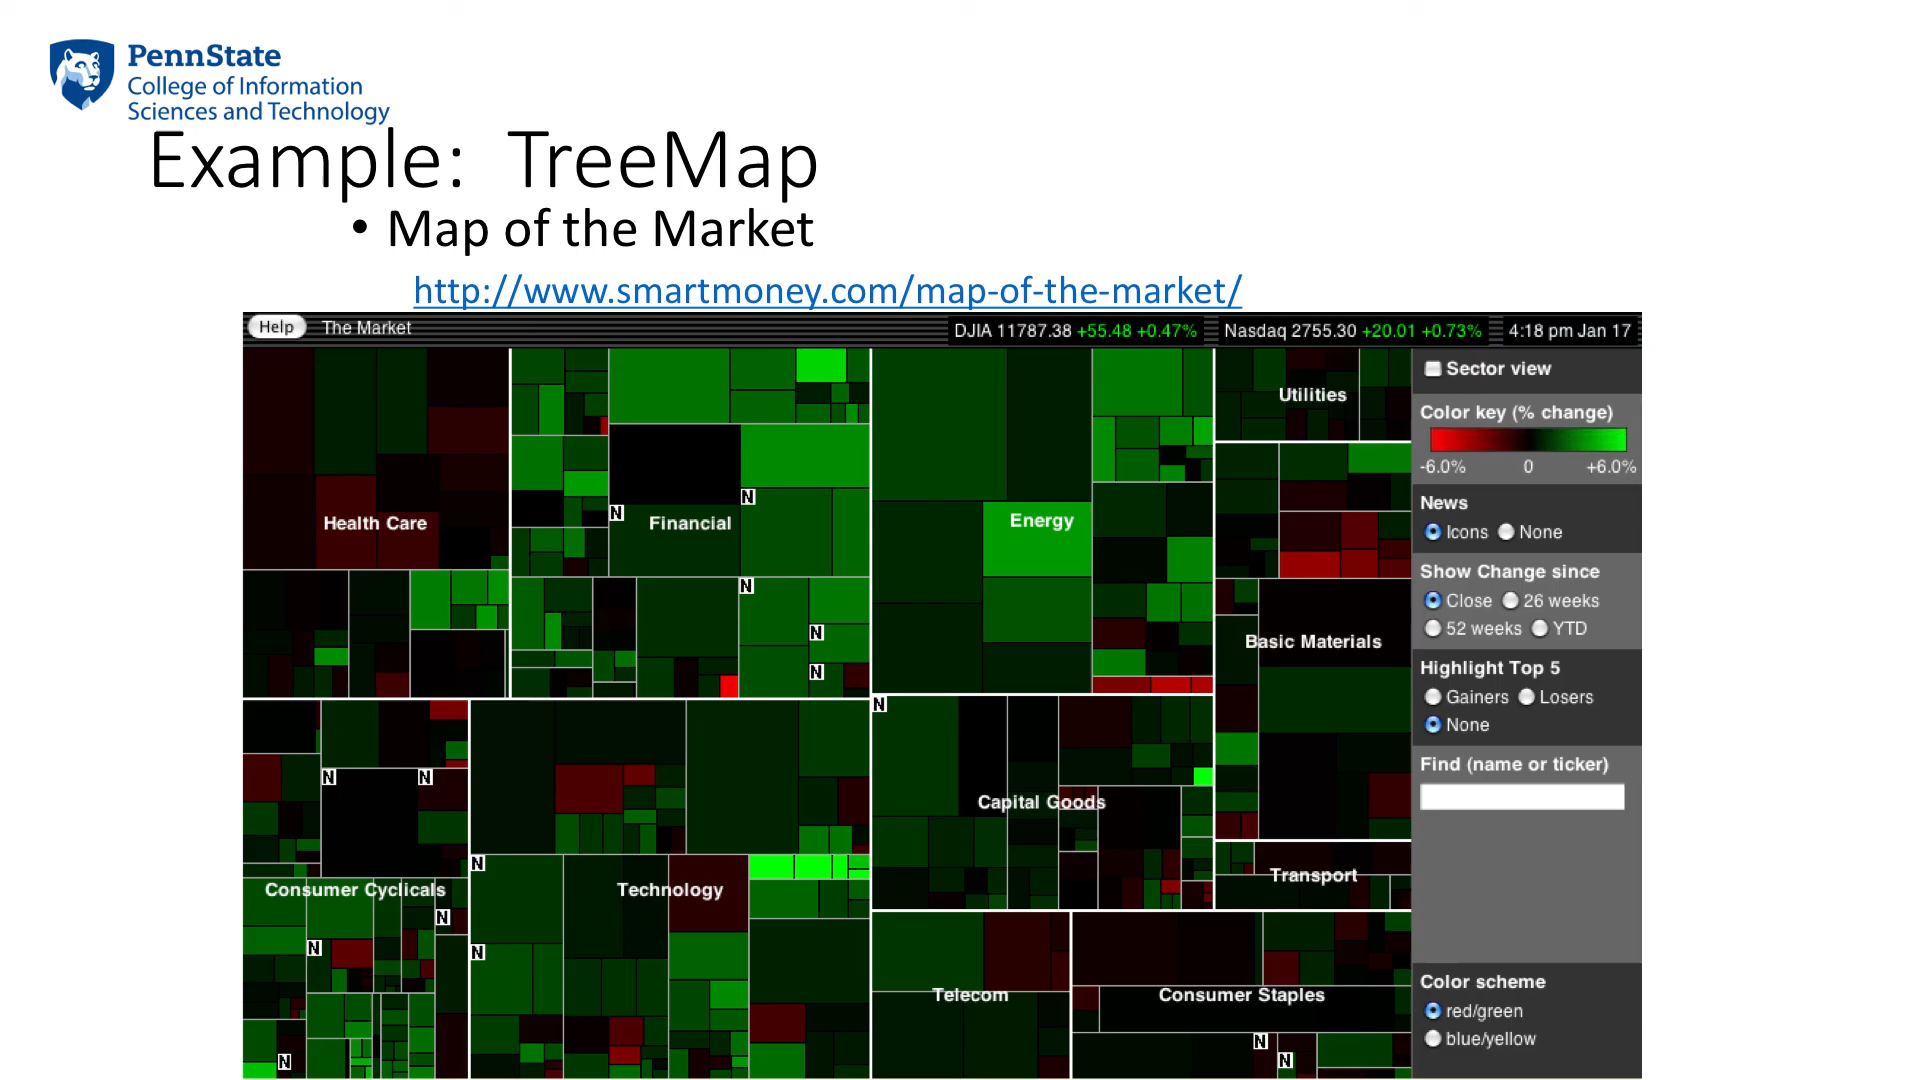 PennState
College of Information
Sciences and Technology
Example: TreeMap
• Map of the Market
http://www.smartmoney.com/map-of-the-market/
Help The Market DJIA 11787.38 +55.48 +0.47% Nasdaq 2755.30 +20.01 +0.73% 4:18 pm Jan 17
Sector view
Color key (% change)
-6.0% 0 +6.0%
News
Icons None
Show Change since
Close 26 weeks
52 weeks YTD
Highlight Top 5
Gainers Losers
None
Find (name or ticker)
Color scheme
red/green
blue/yellow
Utilities
N
N
Health Care
Financial
Energy
N
N
Basic Materials
N
N
N
N
Capital Goods
N
Transport
Consumer Cyclicals
Technology
N
N
N
Telecom
Consumer Staples
N
N
N